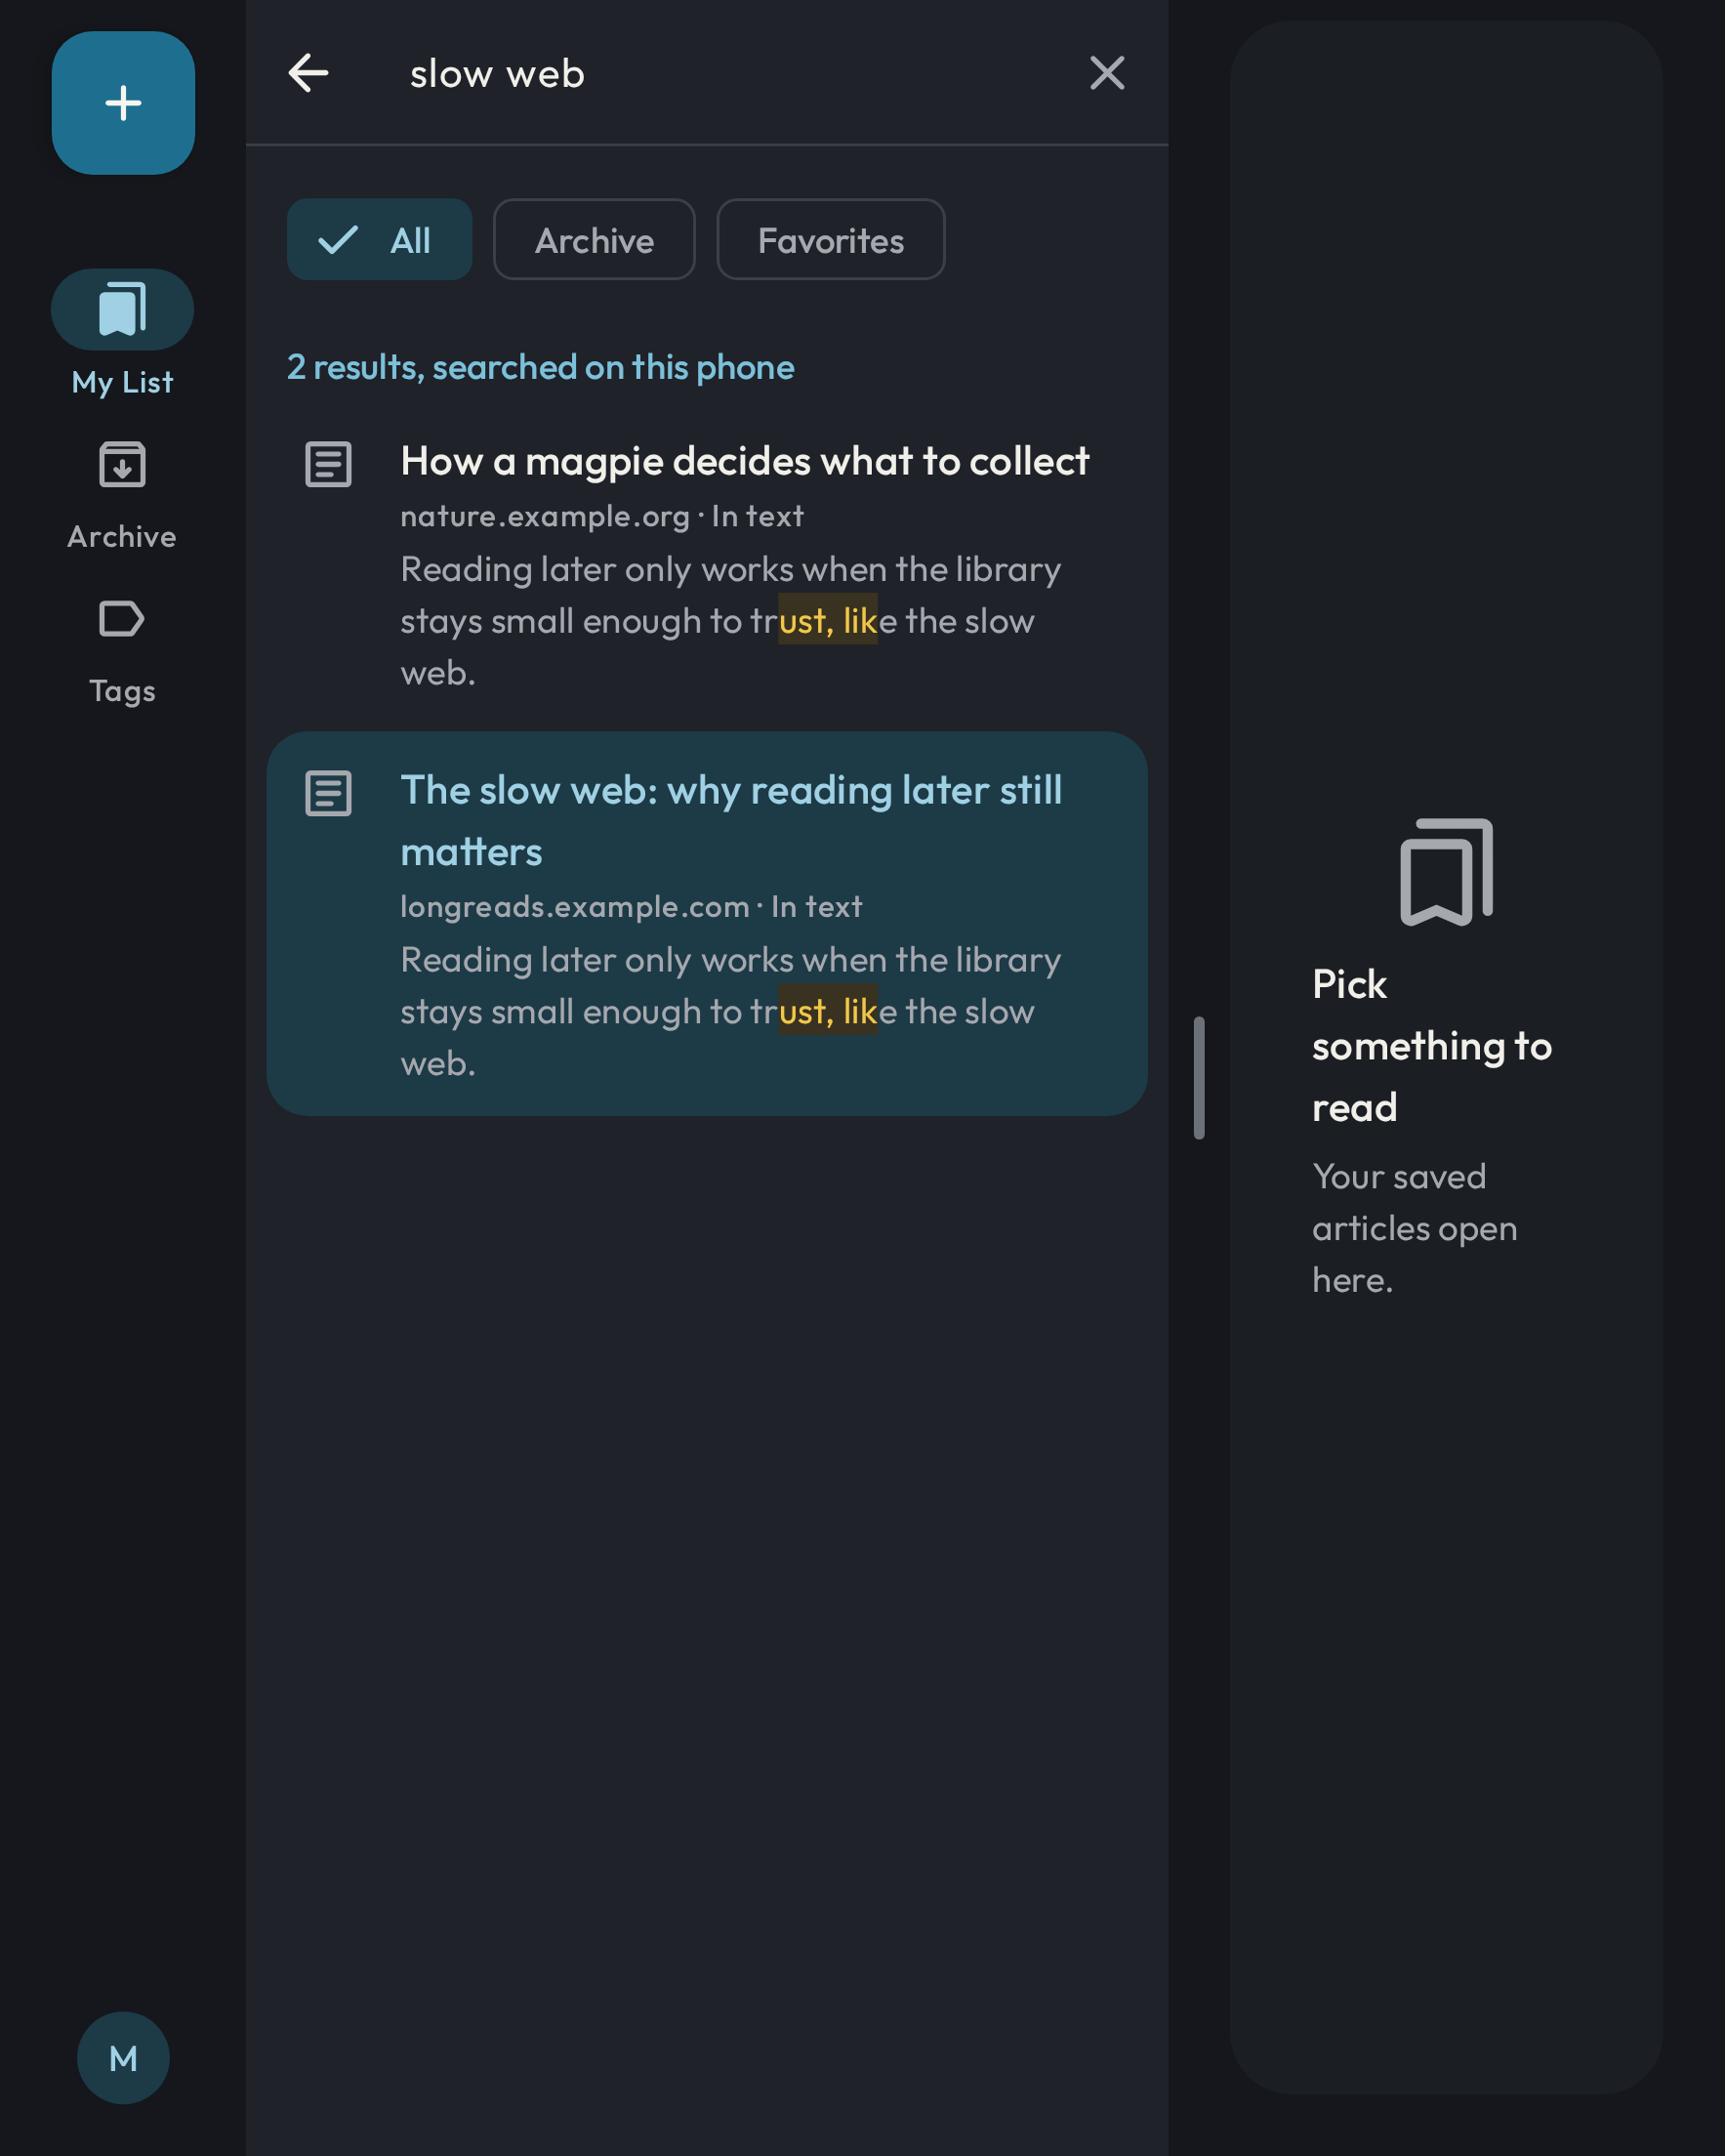 slow web
All
Archive
Favorites
My List
Archive
Tags
2 results, searched on this phone
How a magpie decides what to collect
nature.example.org · In text
Reading later only works when the library
stays small enough to trust, like the slow
web.
The slow web: why reading later still
matters
longreads.example.com · In text
Reading later only works when the library
stays small enough to trust, like the slow
web.
Pick
something to
read
Your saved
articles open
here.
M